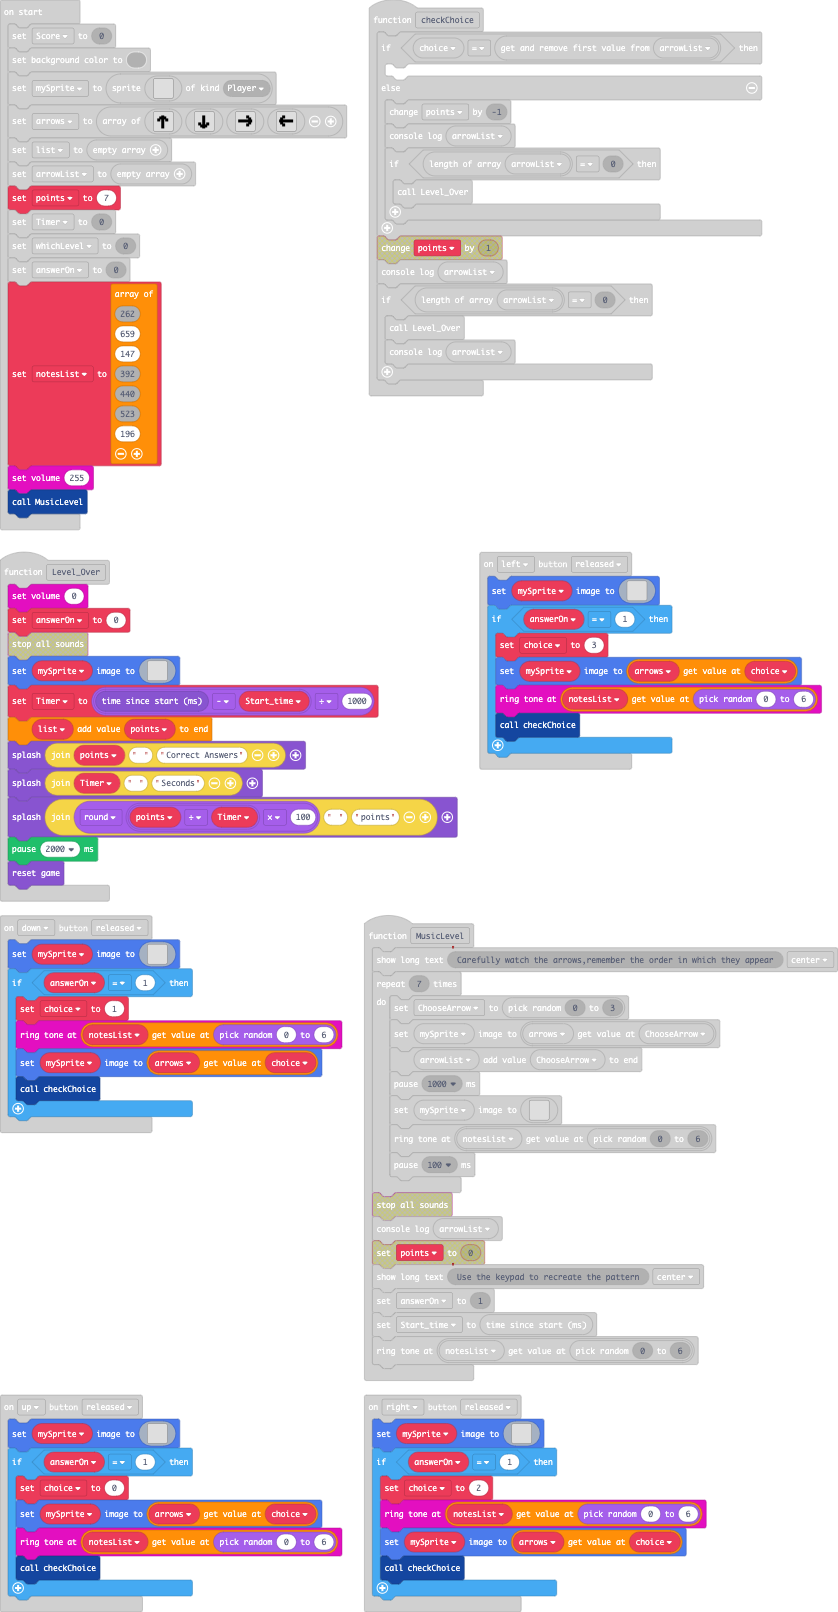 on start
set Score to 0
set background color to
set mySprite to sprite of kind Player
set arrows to array of
set list to empty array
set arrowList to empty array
set points to 7
set Timer to 0
set whichLevel to 0
set answerOn to 0
set notesList to array of
262
659
147
392
440
523
196
set volume 255
call MusicLevel
function checkChoice
if choice = get and remove first value from arrowList then
else
change points by -1
console log arrowList
if length of array arrowList = 0 then
call Level_Over
change points by 1
console log arrowList
if length of array arrowList = 0 then
call Level_Over
console log arrowList
function Level_Over
set volume 0
set answerOn to 0
stop all sounds
set mySprite image to
set Timer to time since start (ms) - Start_time ÷ 1000
list add value points to end
splash join points " " "Correct Answers"
splash join Timer " " "Seconds"
splash join round points ÷ Timer × 100 " " "points"
pause 2000 ms
reset game
on left button released
set mySprite image to
if answerOn = 1 then
set choice to 3
set mySprite image to arrows get value at choice
ring tone at notesList get value at pick random 0 to 6
call checkChoice
on down button released
set mySprite image to
if answerOn = 1 then
set choice to 1
ring tone at notesList get value at pick random 0 to 6
set mySprite image to arrows get value at choice
call checkChoice
function MusicLevel
show long text Carefully watch the arrows,remember the order in which they appear center
repeat 7 times
do set ChooseArrow to pick random 0 to 3
set mySprite image to arrows get value at ChooseArrow
arrowList add value ChooseArrow to end
pause 1000 ms
set mySprite image to
ring tone at notesList get value at pick random 0 to 6
pause 100 ms
stop all sounds
console log arrowList
set points to 0
show long text Use the keypad to recreate the pattern center
set answerOn to 1
set Start_time to time since start (ms)
ring tone at notesList get value at pick random 0 to 6
on up button released
set mySprite image to
if answerOn = 1 then
set choice to 0
set mySprite image to arrows get value at choice
ring tone at notesList get value at pick random 0 to 6
call checkChoice
on right button released
set mySprite image to
if answerOn = 1 then
set choice to 2
ring tone at notesList get value at pick random 0 to 6
set mySprite image to arrows get value at choice
call checkChoice